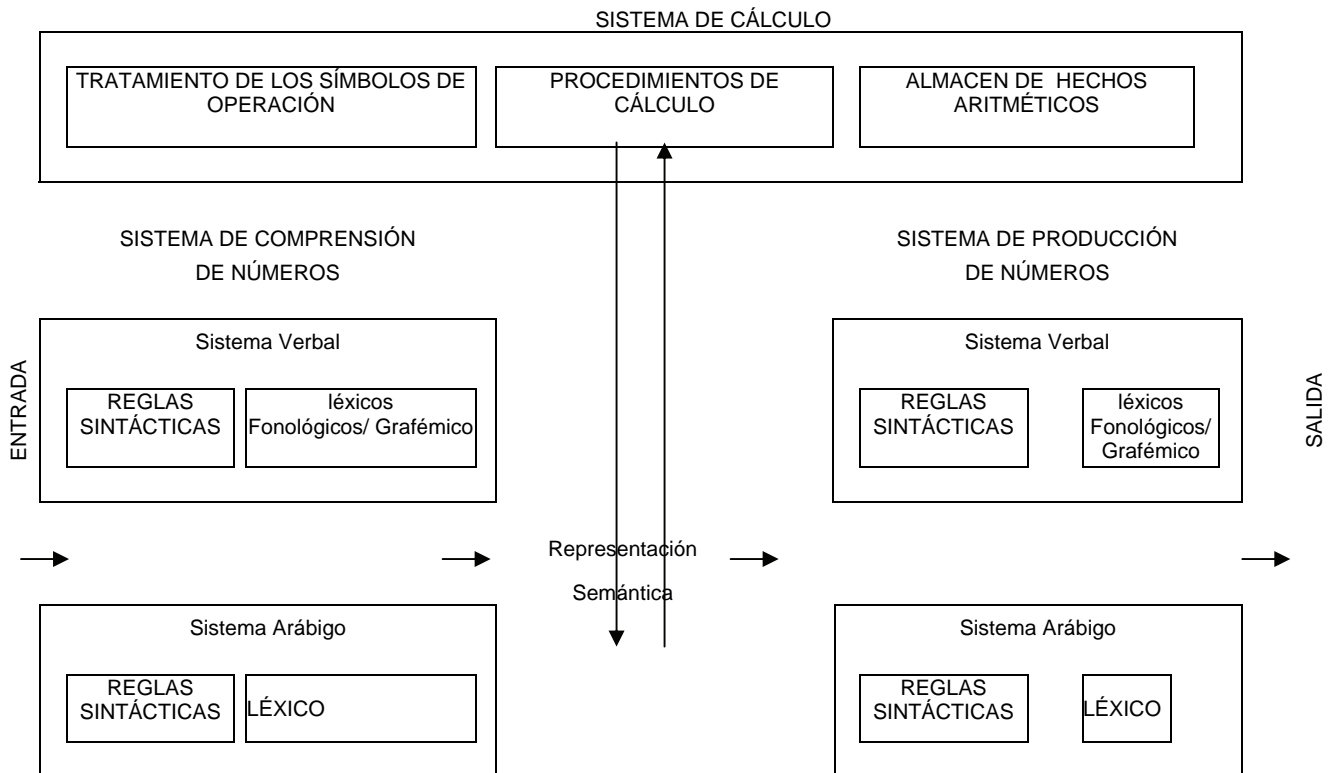 SISTEMA DE CÁLCULO
TRATAMIENTO DE LOS SÍMBOLOS DE
OPERACIÓN
PROCEDIMIENTOS DE
CÁLCULO
ALMACEN DE HECHOS
ARITMÉTICOS
SISTEMA DE COMPRENSIÓN
DE NÚMEROS
SISTEMA DE PRODUCCIÓN
DE NÚMEROS
ENTRADA
Sistema Verbal
REGLAS
SINTÁCTICAS
léxicos
Fonológicos/ Grafémico
Sistema Verbal
REGLAS
SINTÁCTICAS
léxicos
Fonológicos/
Grafémico
SALIDA
Representación
Semántica
Sistema Arábigo
REGLAS
SINTÁCTICAS
LÉXICO
Sistema Arábigo
REGLAS
SINTÁCTICAS
LÉXICO